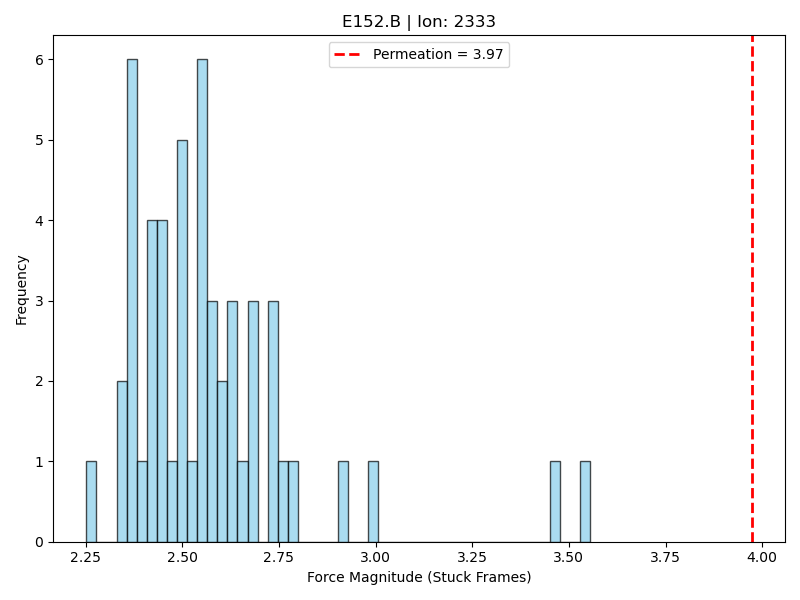 E152.B | Ion: 2333
Permeation = 3.97
Frequency
6
5
4
3
2
1
0
2.25 2.50 2.75 3.00 3.25 3.50 3.75 4.00
Force Magnitude (Stuck Frames)